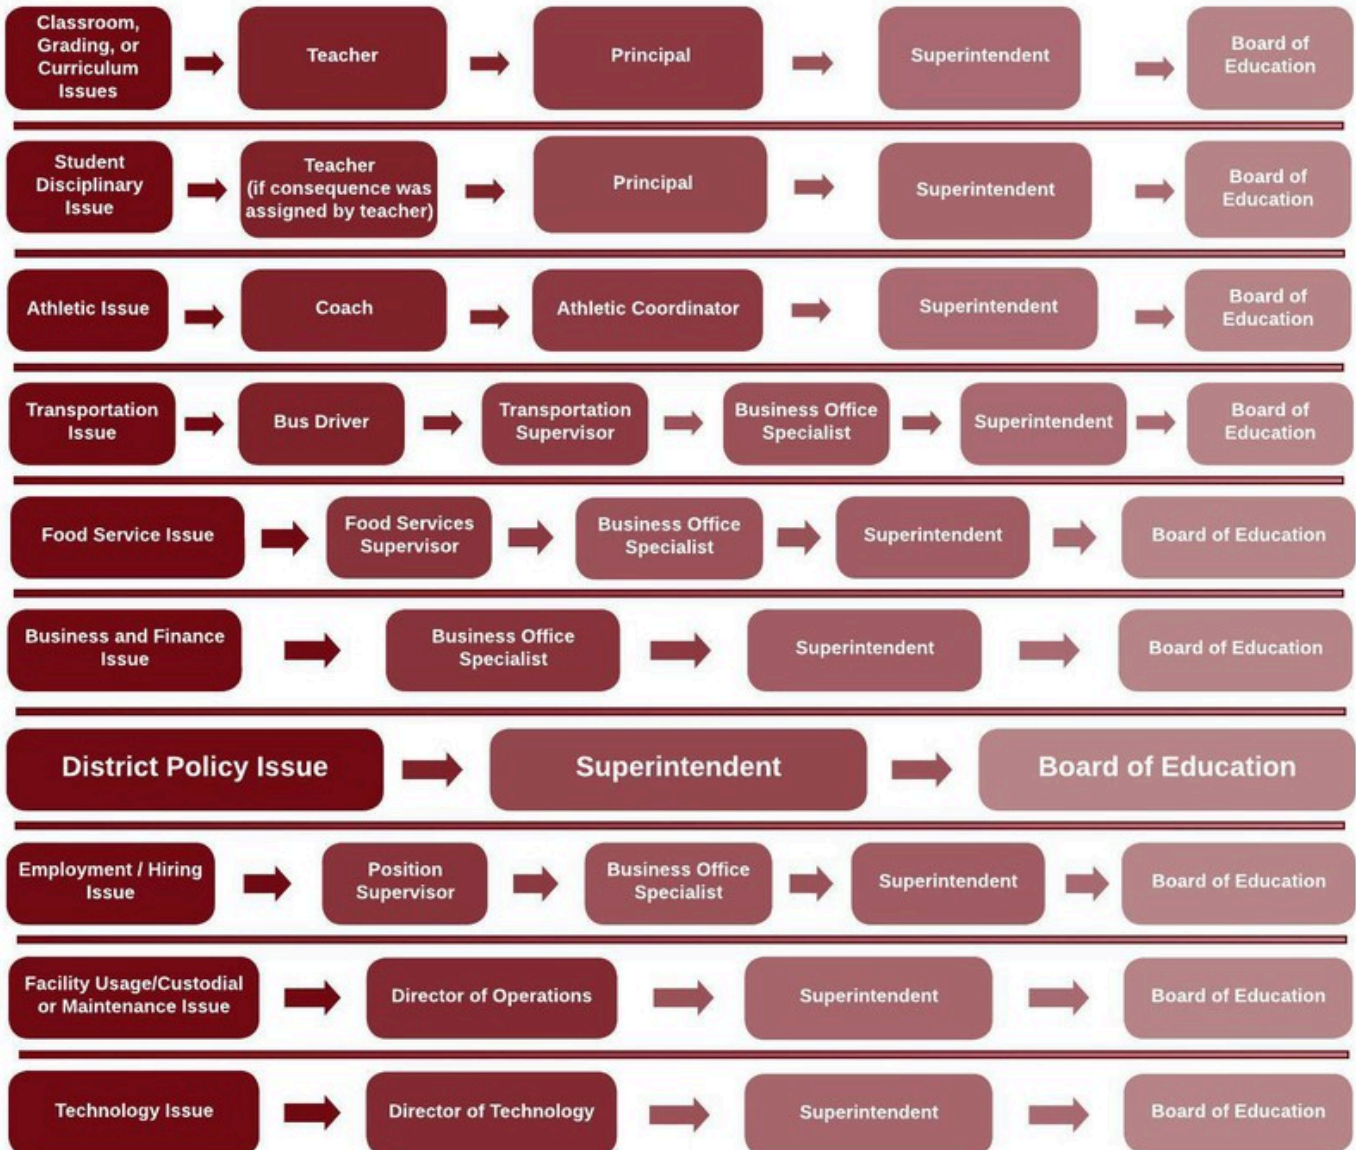 Classroom,
Grading, or
Curriculum
Issues
Teacher
Principal
Superintendent
Board of
Education
Student
Disciplinary
Issue
Teacher
(if consequence was
assigned by teacher)
Principal
Superintendent
Board of
Education
Athletic Issue
Coach
Athletic Coordinator
Superintendent
Board of
Education
Transportation
Issue
Bus Driver
Transportation
Supervisor
Business Office
Specialist
Superintendent
Board of
Education
Food Service Issue
Food Services
Supervisor
Business Office
Specialist
Superintendent
Board of Education
Business and Finance
Issue
Business Office
Specialist
Superintendent
Board of Education
District Policy Issue
Superintendent
Board of Education
Employment / Hiring
Issue
Position
Supervisor
Business Office
Specialist
Superintendent
Board of Education
Facility Usage/Custodial
or Maintenance Issue
Director of Operations
Superintendent
Board of Education
Technology Issue
Director of Technology
Superintendent
Board of Education